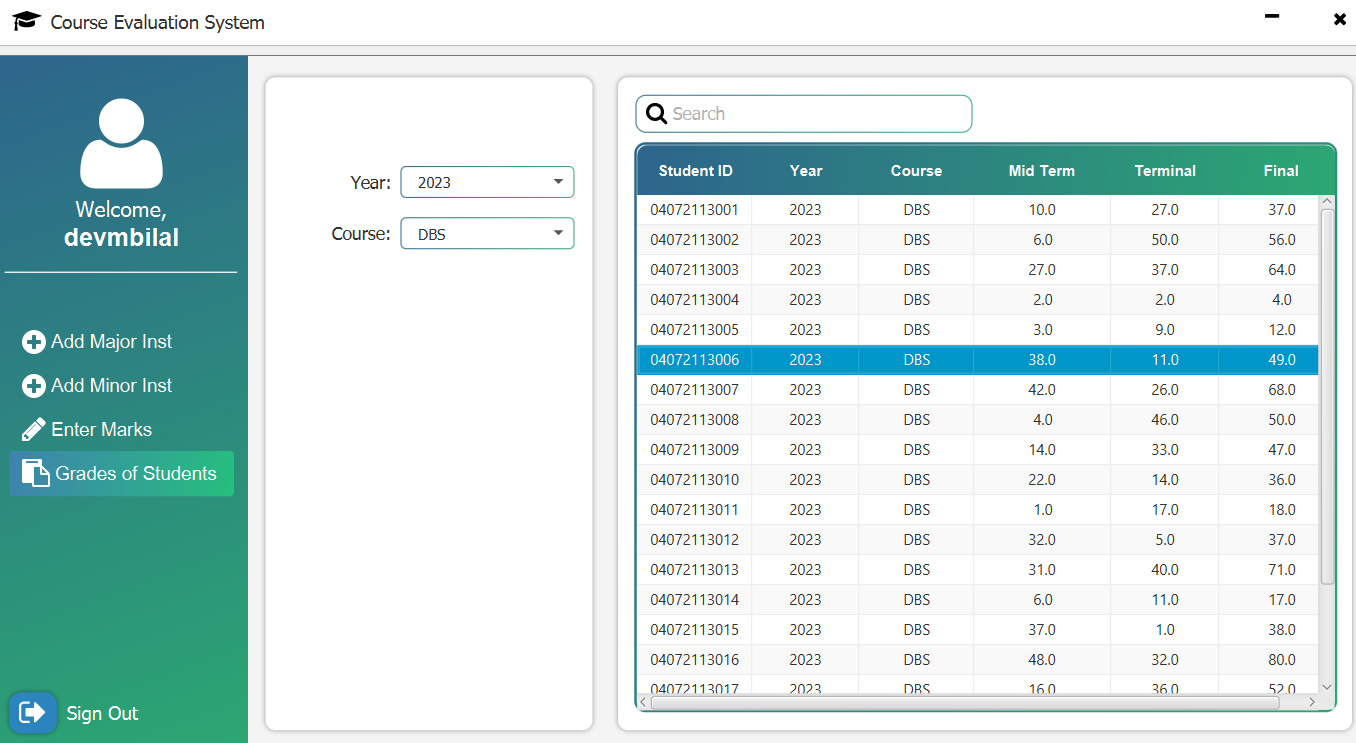 Course Evaluation System
Welcome,
devmbilal
Add Major Inst
Add Minor Inst
Enter Marks
Grades of Students
Sign Out
Year: 2023
Course: DBS
Search
Student ID Year Course Mid Term Terminal Final
04072113001 2023 DBS 10.0 27.0 37.0
04072113002 2023 DBS 6.0 50.0 56.0
04072113003 2023 DBS 27.0 37.0 64.0
04072113004 2023 DBS 2.0 2.0 4.0
04072113005 2023 DBS 3.0 9.0 12.0
04072113006 2023 DBS 38.0 11.0 49.0
04072113007 2023 DBS 42.0 26.0 68.0
04072113008 2023 DBS 4.0 46.0 50.0
04072113009 2023 DBS 14.0 33.0 47.0
04072113010 2023 DBS 22.0 14.0 36.0
04072113011 2023 DBS 1.0 17.0 18.0
04072113012 2023 DBS 32.0 5.0 37.0
04072113013 2023 DBS 31.0 40.0 71.0
04072113014 2023 DBS 6.0 11.0 17.0
04072113015 2023 DBS 37.0 1.0 38.0
04072113016 2023 DBS 48.0 32.0 80.0
04072113017 2023 DBS 16.0 36.0 52.0